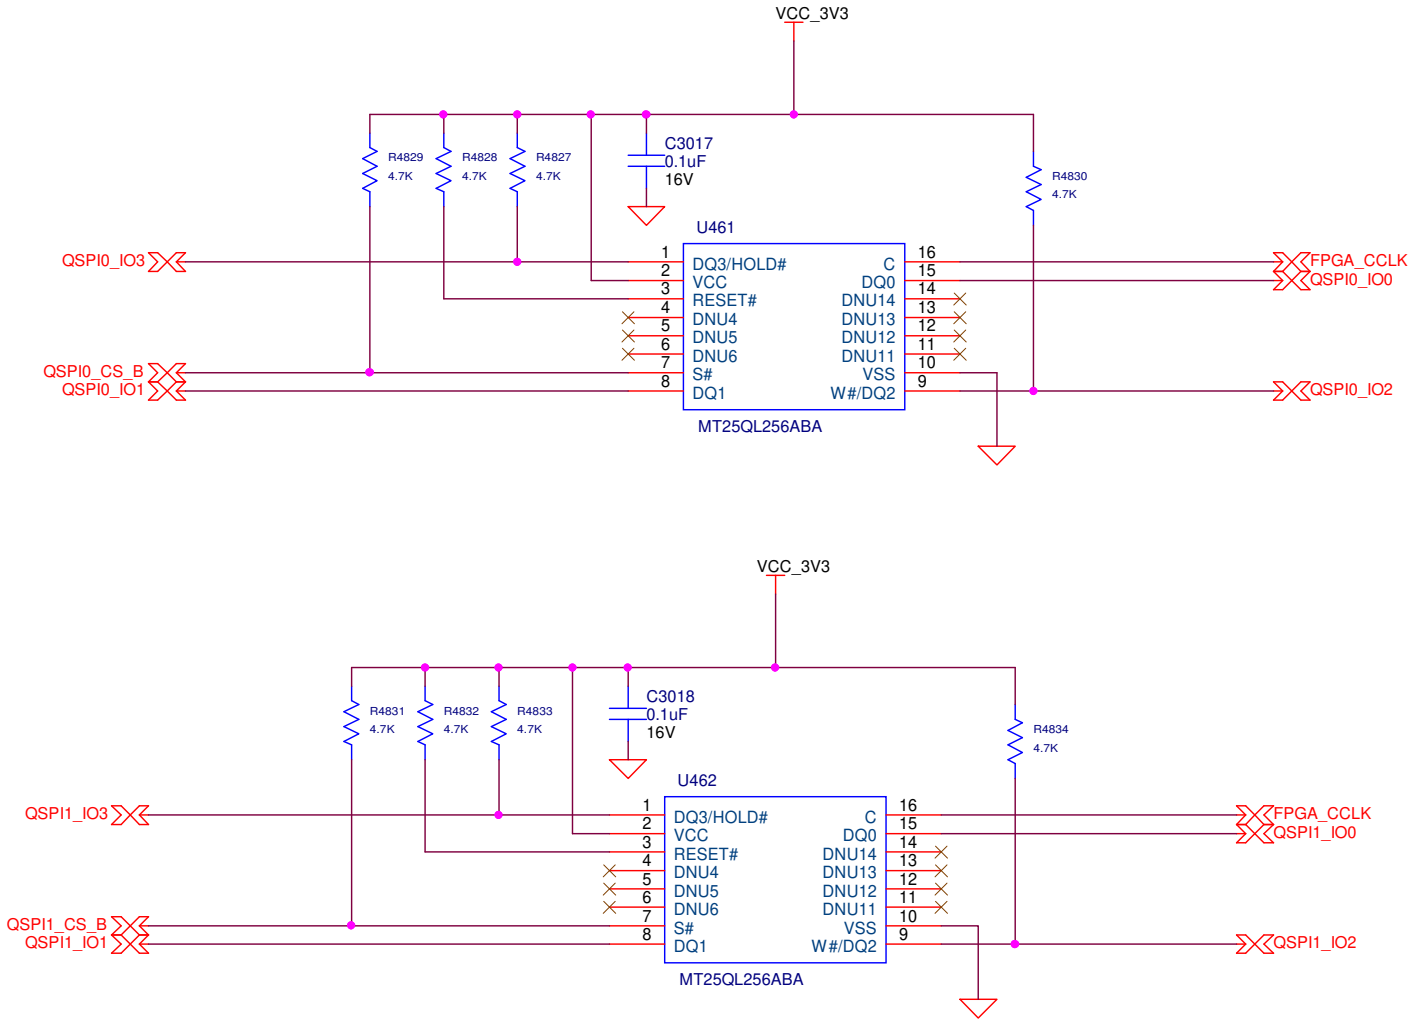 VCC_3V3
R4829
4.7K
R4828
4.7K
R4827
4.7K
C3017
0.1uF
16V
R4830
4.7K
U461
QSPI0_IO3
1
DQ3/HOLD#
C
16
FPGA_CCLK
2
VCC
DQ0
15
QSPI0_IO0
3
RESET#
DNU14
14
4
DNU4
DNU13
13
5
DNU5
DNU12
12
6
DNU6
DNU11
11
QSPI0_CS_B
7
S#
VSS
10
QSPI0_IO1
8
DQ1
W#/DQ2
9
QSPI0_IO2
MT25QL256ABA
VCC_3V3
R4831
4.7K
R4832
4.7K
R4833
4.7K
C3018
0.1uF
16V
R4834
4.7K
U462
QSPI1_IO3
1
DQ3/HOLD#
C
16
FPGA_CCLK
2
VCC
DQ0
15
QSPI1_IO0
3
RESET#
DNU14
14
4
DNU4
DNU13
13
5
DNU5
DNU12
12
6
DNU6
DNU11
11
QSPI1_CS_B
7
S#
VSS
10
QSPI1_IO1
8
DQ1
W#/DQ2
9
QSPI1_IO2
MT25QL256ABA